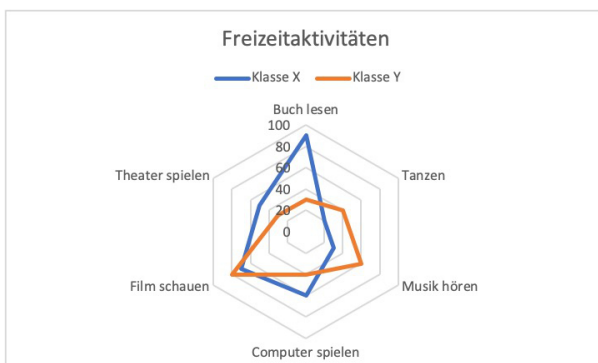 Freizeitaktivitäten
Klasse X Klasse Y
Buch lesen
100
80
60
40
20
0
Theater spielen
Tanzen
Film schauen
Musik hören
Computer spielen